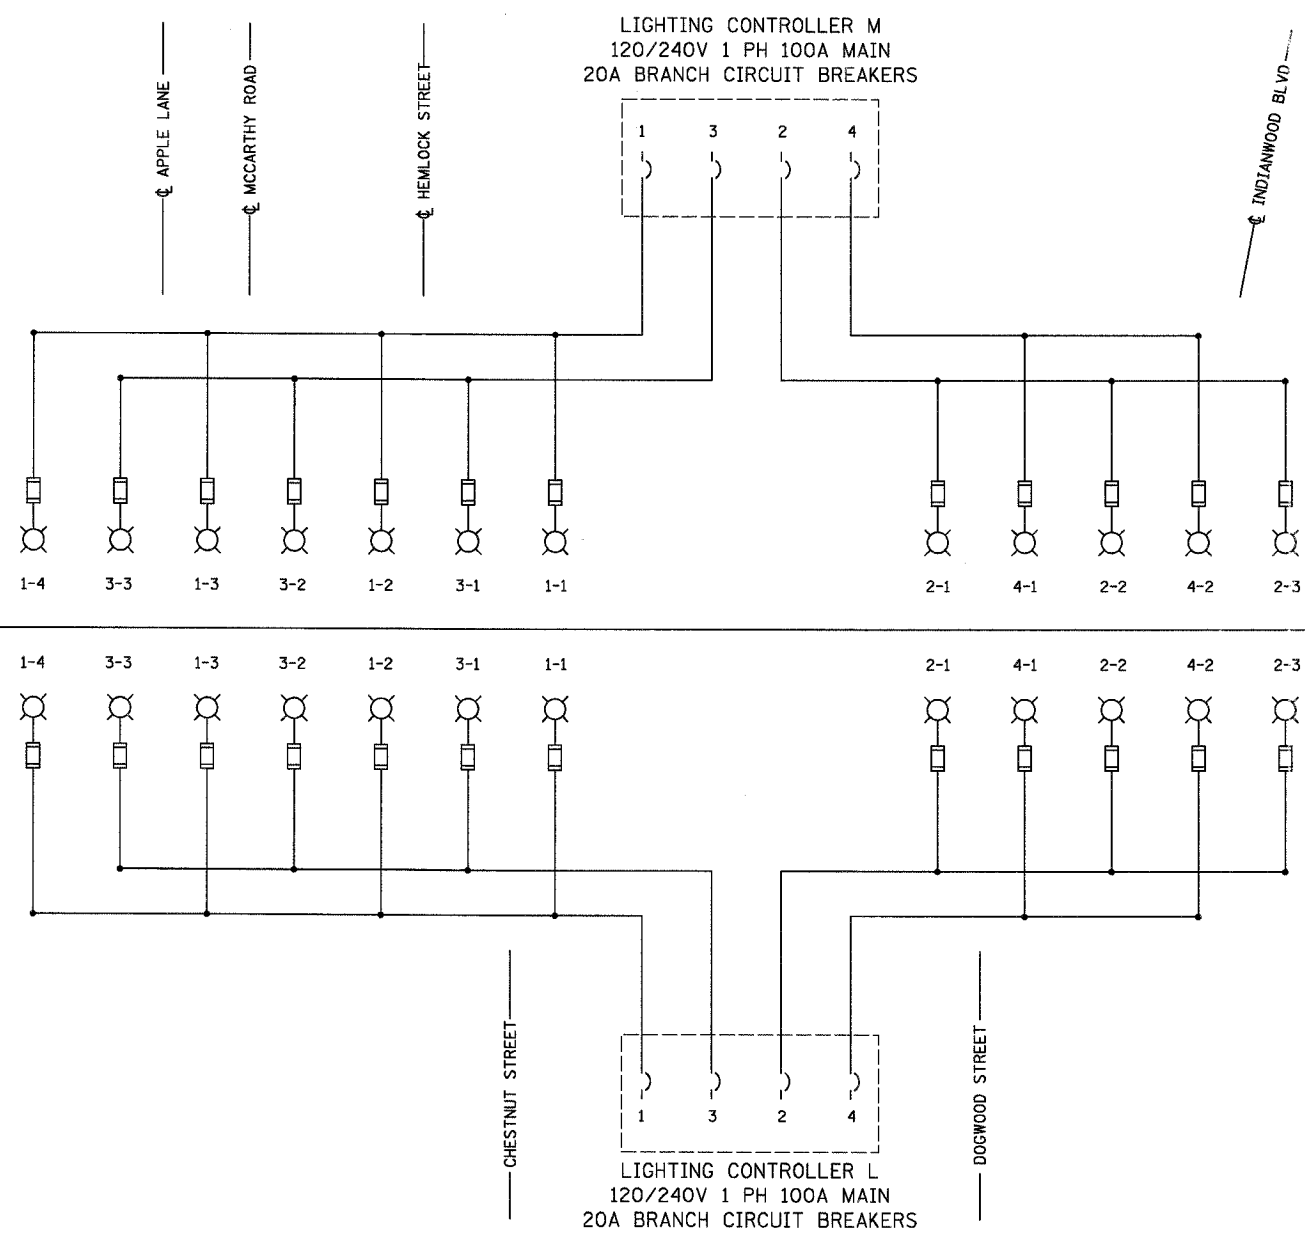 LIGHTING CONTROLLER M
120/240V 1 PH 100A MAIN
20A BRANCH CIRCUIT BREAKERS
℄ APPLE LANE
℄ MCCARTHY ROAD
℄ HEMLOCK STREET
℄ INDIANWOOD BLVD
1 3 2 4
1-4 3-3 1-3 3-2 1-2 3-1 1-1 2-1 4-1 2-2 4-2 2-3
1-4 3-3 1-3 3-2 1-2 3-1 1-1 2-1 4-1 2-2 4-2 2-3
CHESTNUT STREET
DOGWOOD STREET
1 3 2 4
LIGHTING CONTROLLER L
120/240V 1 PH 100A MAIN
20A BRANCH CIRCUIT BREAKERS